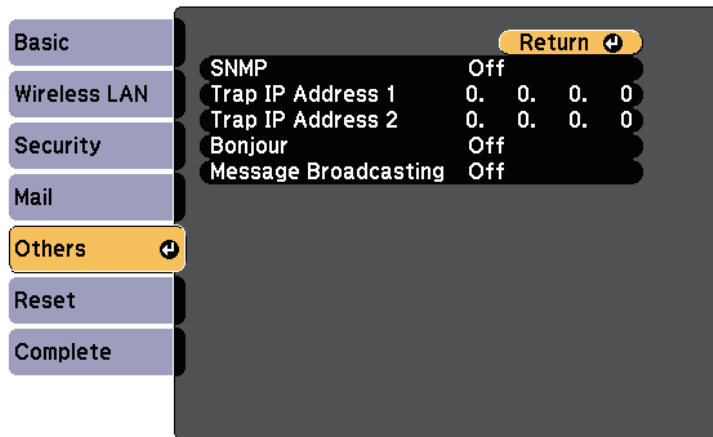 Basic
Wireless LAN
Security
Mail
Others
Reset
Complete
Return
SNMP Off
Trap IP Address 1 0. 0. 0. 0
Trap IP Address 2 0. 0. 0. 0
Bonjour Off
Message Broadcasting Off